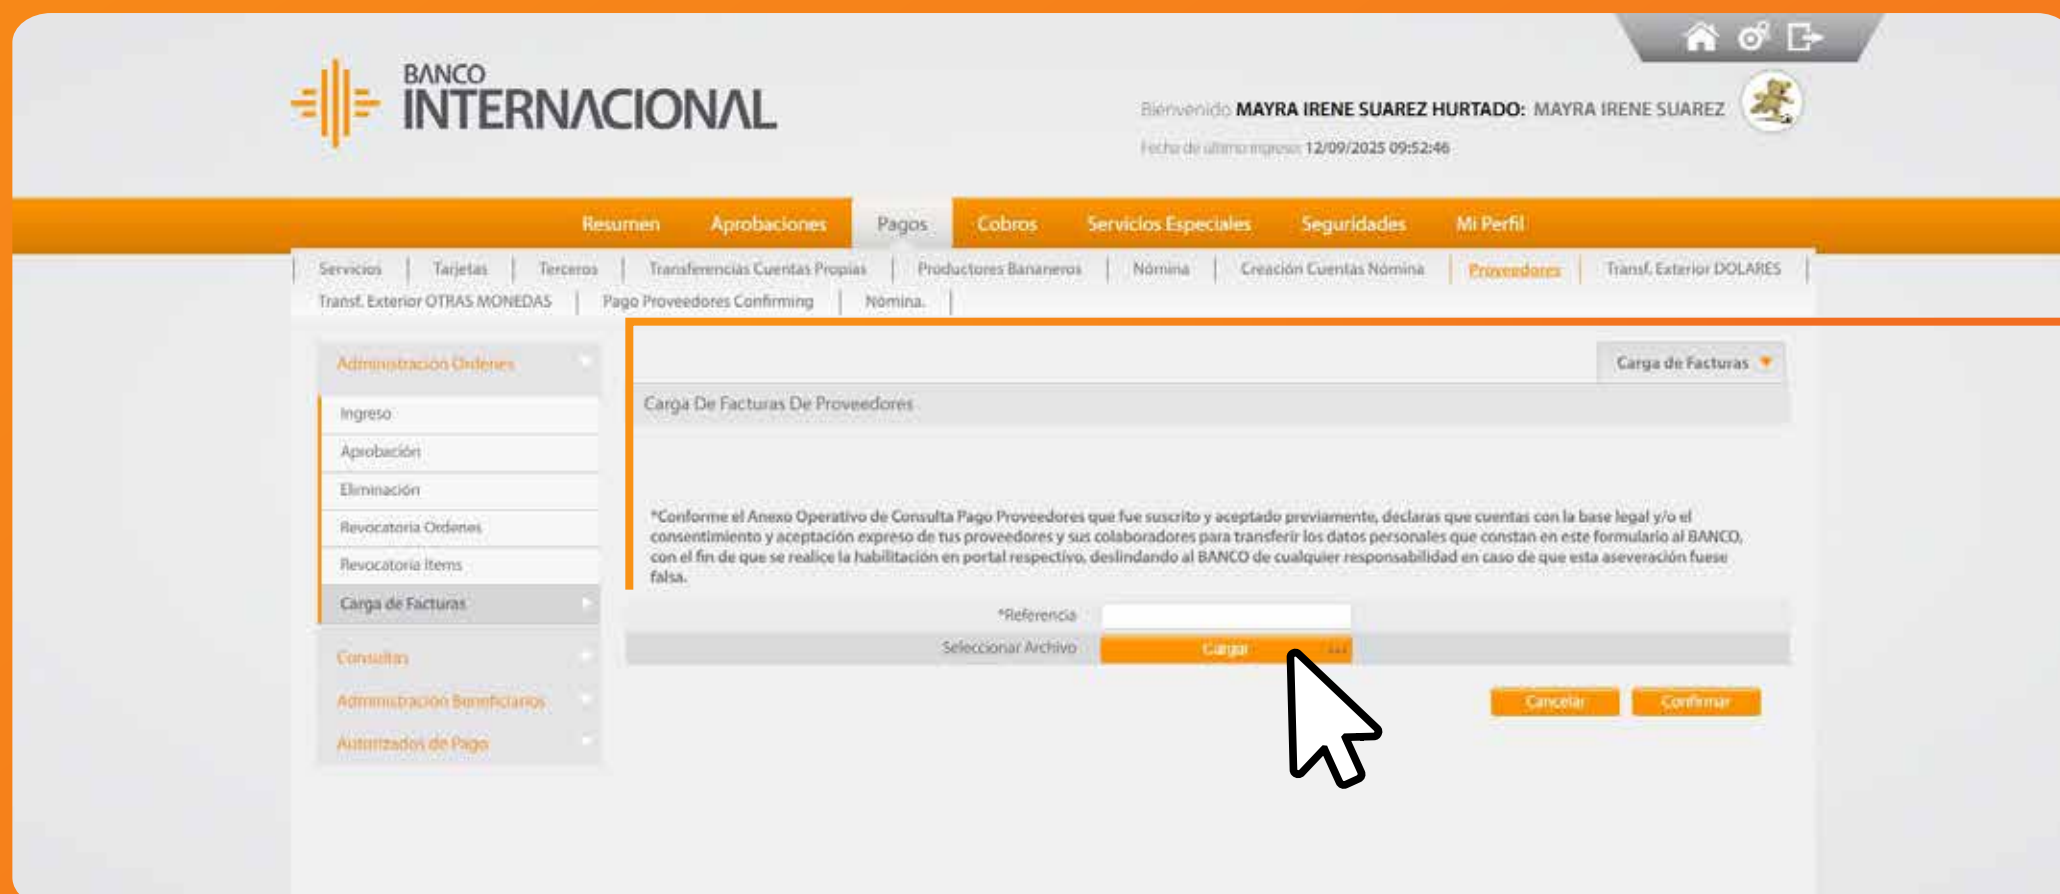 BANCO
INTERNACIONAL
Bienvenido MAYRA IRENE SUAREZ HURTADO: MAYRA IRENE SUAREZ
Fecha de último ingreso: 12/09/2025 09:52:46
Resumen Aprobaciones Pagos Cobros Servicios Especiales Seguridades Mi Perfil
Servicios | Tarjetas | Terceros | Transferencias Cuentas Propias | Productores Bananeros | Nómina | Creación Cuentas Nómina | Proveedores | Transf. Exterior DOLARES |
Transf. Exterior OTRAS MONEDAS | Pago Proveedores Confirming | Nómina. |
Administración Ordenes
Ingreso
Aprobación
Eliminación
Revocatoria Ordenes
Revocatoria Ítems
Carga de Facturas
Consultas
Administración Beneficiarios
Autorizados de Pago
Carga de Facturas
Carga De Facturas De Proveedores
*Conforme el Anexo Operativo de Consulta Pago Proveedores que fue suscrito y aceptado previamente, declaras que cuentas con la base legal y/o el
consentimiento y aceptación expreso de tus proveedores y sus colaboradores para transferir los datos personales que constan en este formulario al BANCO,
con el fin de que se realice la habilitación en portal respectivo, deslindando al BANCO de cualquier responsabilidad en caso de que esta aseveración fuese
falsa.
*Referencia
Seleccionar Archivo Cargar ...
Cancelar Confirmar